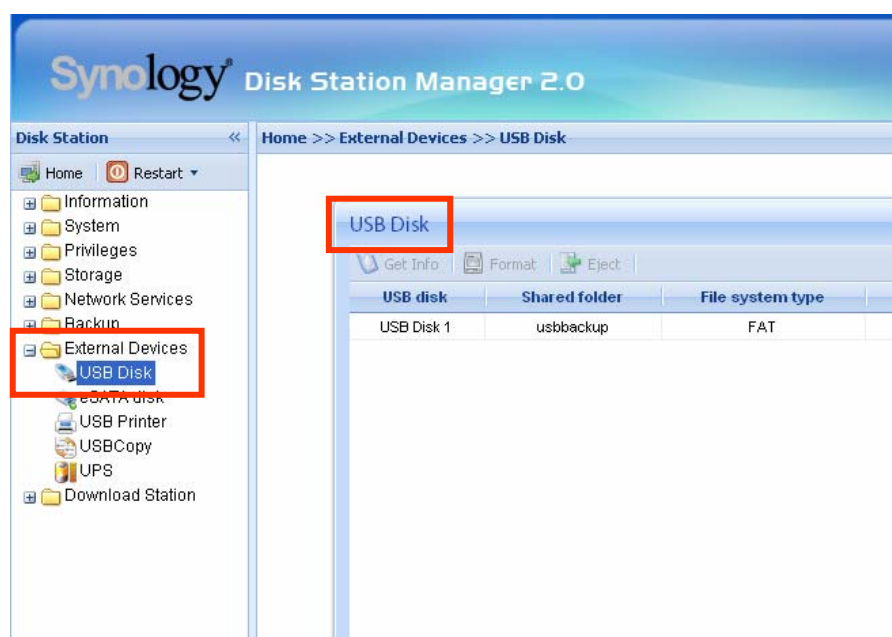 Synology Disk Station Manager 2.0
Disk Station « Home >> External Devices >> USB Disk
Home Restart
Information
System
Privileges
Storage
Network Services
Backup
External Devices
USB Disk
eSATA disk
USB Printer
USBCopy
UPS
Download Station
USB Disk
Get Info Format Eject
USB disk Shared folder File system type
USB Disk 1 usbbackup FAT